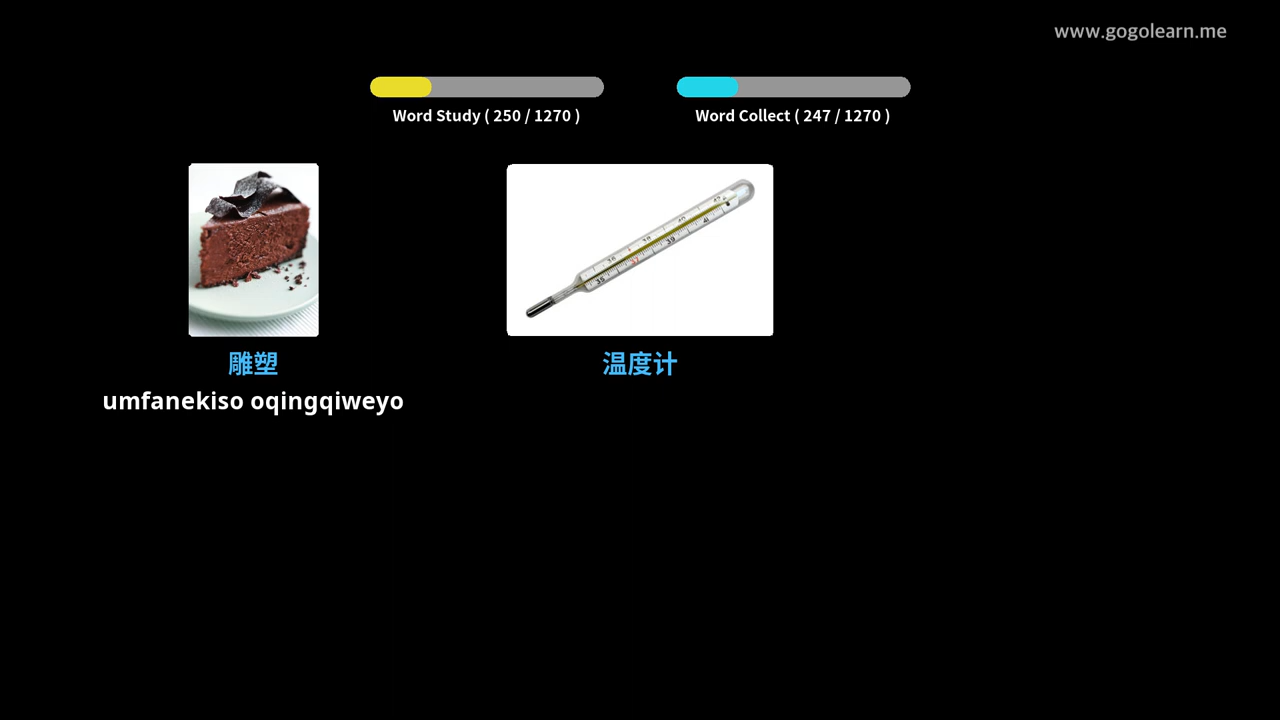 www.gogolearn.me
Word Study ( 250 / 1270 )
Word Collect ( 247 / 1270 )
雕塑
温度计
umfanekiso oqingqiweyo